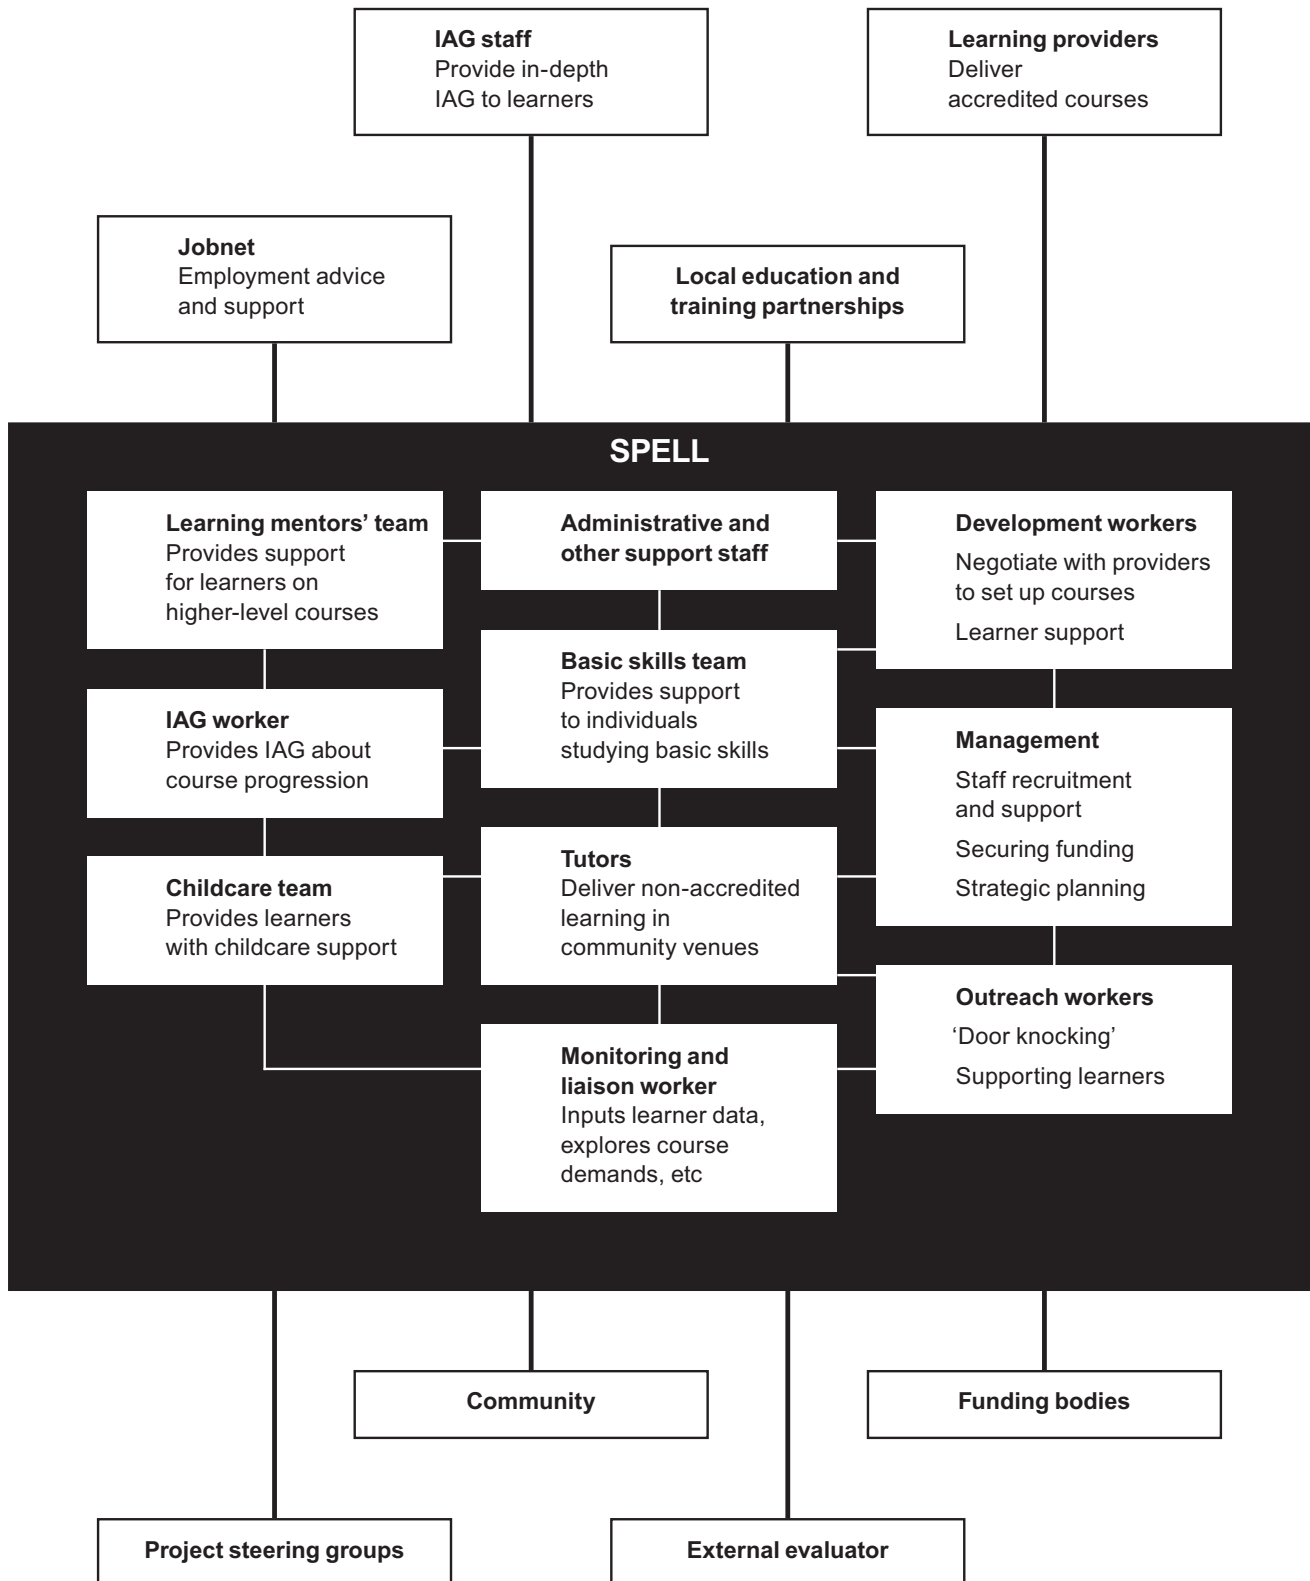 IAG staff
Provide in-depth
IAG to learners
Learning providers
Deliver
accredited courses
Jobnet
Employment advice
and support
Local education and
training partnerships
SPELL
Learning mentors’ team
Provides support
for learners on
higher-level courses
Administrative and
other support staff
Development workers
Negotiate with providers
to set up courses
Learner support
IAG worker
Provides IAG about
course progression
Basic skills team
Provides support
to individuals
studying basic skills
Management
Staff recruitment
and support
Securing funding
Strategic planning
Childcare team
Provides learners
with childcare support
Tutors
Deliver non-accredited
learning in
community venues
Outreach workers
‘Door knocking’
Supporting learners
Monitoring and
liaison worker
Inputs learner data,
explores course
demands, etc
Community
Funding bodies
Project steering groups
External evaluator